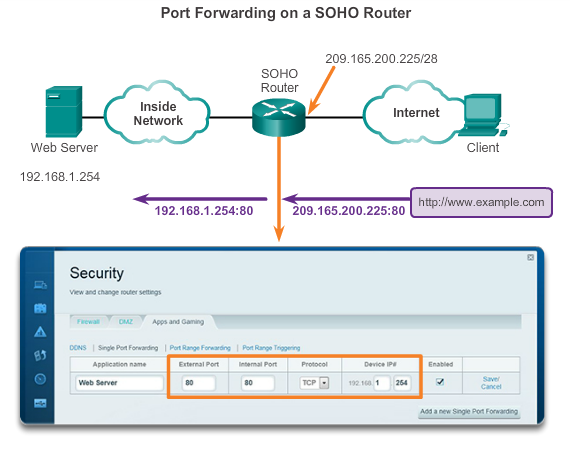 Port Forwarding on a SOHO Router
209.165.200.225/28
SOHO
Router
Inside
Network
Internet
Web Server
Client
192.168.1.254
192.168.1.254:80
209.165.200.225:80
http://www.example.com
Security
View and change router settings
Firewall DMZ Apps and Gaming
DDNS | Single Port Forwarding | Port Range Forwarding | Port Range Triggering
Application name External Port Internal Port Protocol Device IP# Enabled
Web Server 80 80 TCP 192.168. 1 254 Save/
Cancel
Add a new Single Port Forwarding